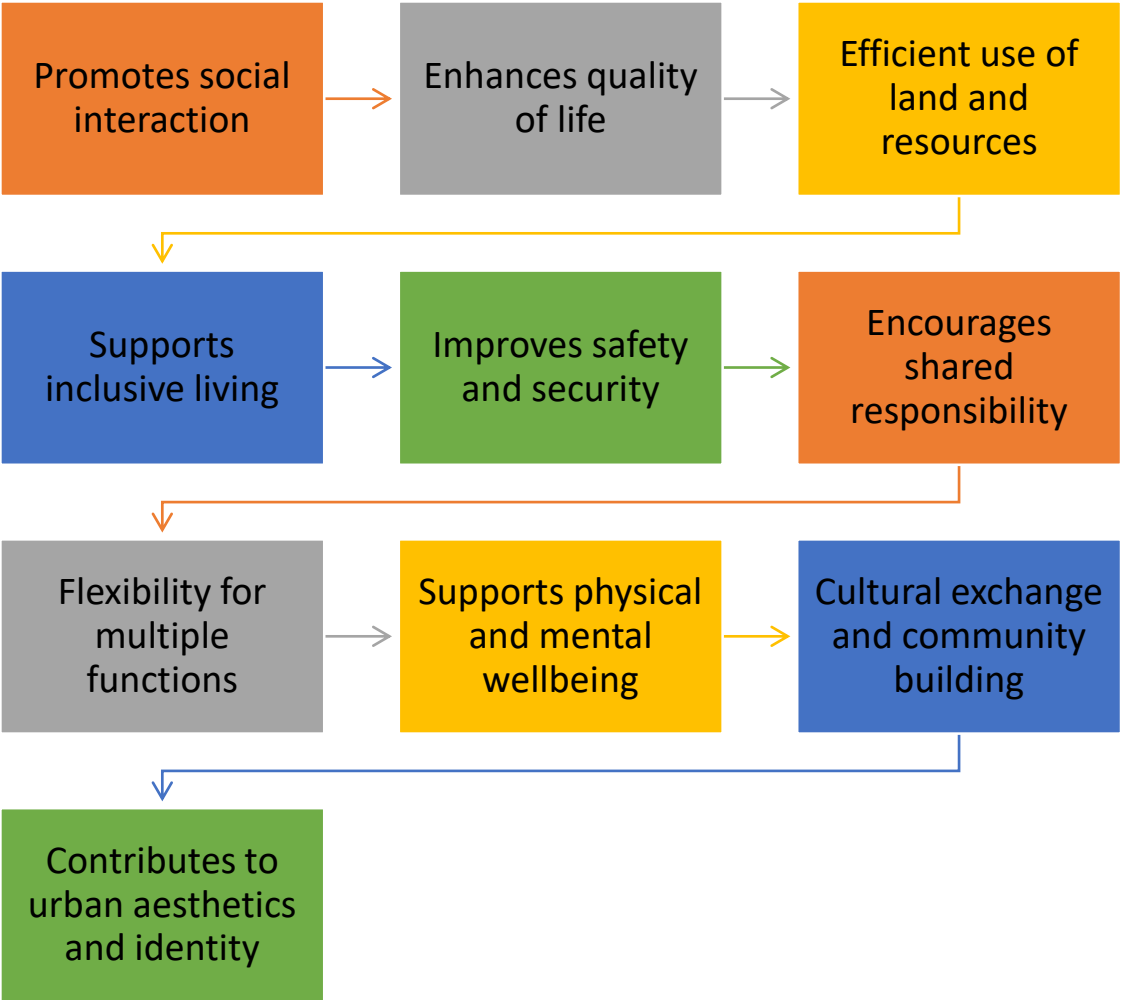 Promotes social
interaction
Enhances quality
of life
Efficient use of
land and
resources
Supports
inclusive living
Improves safety
and security
Encourages
shared
responsibility
Flexibility for
multiple
functions
Supports physical
and mental
wellbeing
Cultural exchange
and community
building
Contributes to
urban aesthetics
and identity